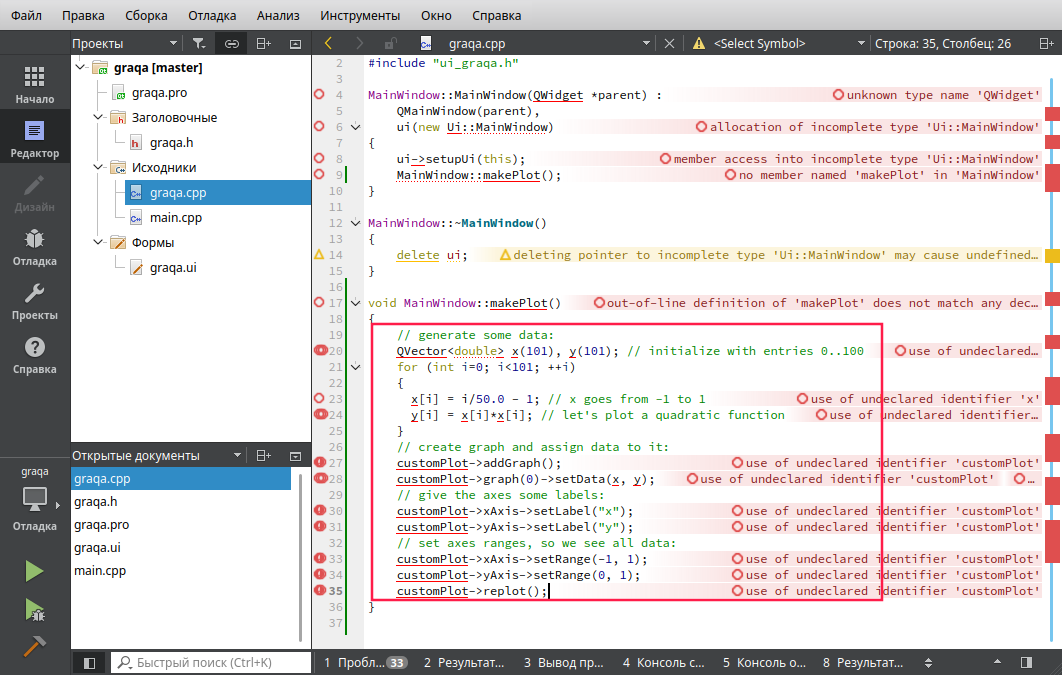 Файл Правка Сборка Отладка Анализ Инструменты Окно Справка
Проекты
graqa.cpp
<Select Symbol>
Строка: 35, Столбец: 26
Начало
Редактор
Дизайн
Отладка
Проекты
Справка
graqa
Отладка
graqa [master]
graqa.pro
Заголовочные
graqa.h
Исходники
graqa.cpp
main.cpp
Формы
graqa.ui
Открытые документы
graqa.cpp
graqa.h
graqa.pro
graqa.ui
main.cpp
2 #include "ui_graqa.h"
3
4 MainWindow::MainWindow(QWidget *parent) : unknown type name 'QWidget'
5 QMainWindow(parent),
6 ui(new Ui::MainWindow) allocation of incomplete type 'Ui::MainWindow'
7 {
8 ui->setupUi(this); member access into incomplete type 'Ui::MainWindow'
9 MainWindow::makePlot(); no member named 'makePlot' in 'MainWindow'
10 }
11
12 MainWindow::~MainWindow()
13 {
14 delete ui; deleting pointer to incomplete type 'Ui::MainWindow' may cause undefined…
15 }
16
17 void MainWindow::makePlot() out-of-line definition of 'makePlot' does not match any dec…
18 {
19 // generate some data:
20 QVector<double> x(101), y(101); // initialize with entries 0..100 use of undeclared…
21 for (int i=0; i<101; ++i)
22 {
23 x[i] = i/50.0 - 1; // x goes from -1 to 1 use of undeclared identifier 'x'
24 y[i] = x[i]*x[i]; // let's plot a quadratic function use of undeclared identifier…
25 }
26 // create graph and assign data to it:
27 customPlot->addGraph(); use of undeclared identifier 'customPlot'
28 customPlot->graph(0)->setData(x, y); use of undeclared identifier 'customPlot' …
29 // give the axes some labels:
30 customPlot->xAxis->setLabel("x"); use of undeclared identifier 'customPlot'
31 customPlot->yAxis->setLabel("y"); use of undeclared identifier 'customPlot'
32 // set axes ranges, so we see all data:
33 customPlot->xAxis->setRange(-1, 1); use of undeclared identifier 'customPlot'
34 customPlot->yAxis->setRange(0, 1); use of undeclared identifier 'customPlot'
35 customPlot->replot(); use of undeclared identifier 'customPlot'
36 }
37
Быстрый поиск (Ctrl+K)
1 Пробл… 33 2 Результат… 3 Вывод пр… 4 Консоль с… 5 Консоль о… 8 Результат…